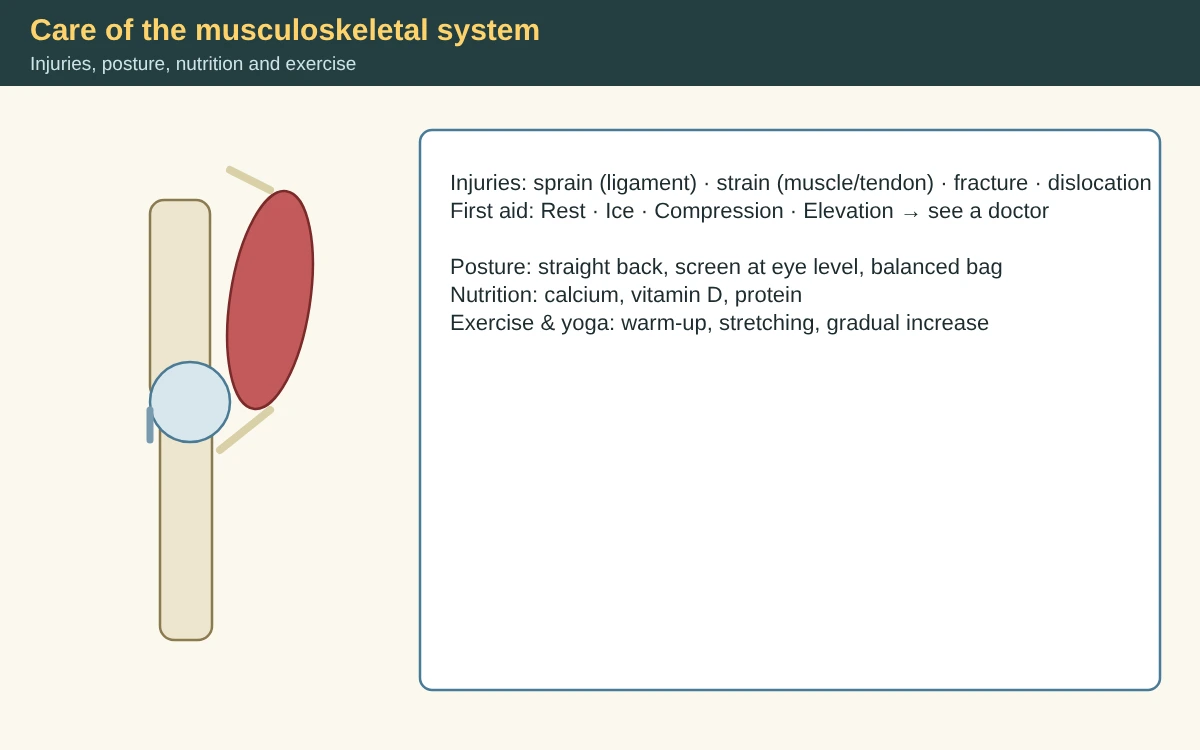 Care of the musculoskeletal system
Injuries, posture, nutrition and exercise
Injuries: sprain (ligament) · strain (muscle/tendon) · fracture · dislocation
First aid: Rest · Ice · Compression · Elevation → see a doctor
Posture: straight back, screen at eye level, balanced bag
Nutrition: calcium, vitamin D, protein
Exercise & yoga: warm-up, stretching, gradual increase